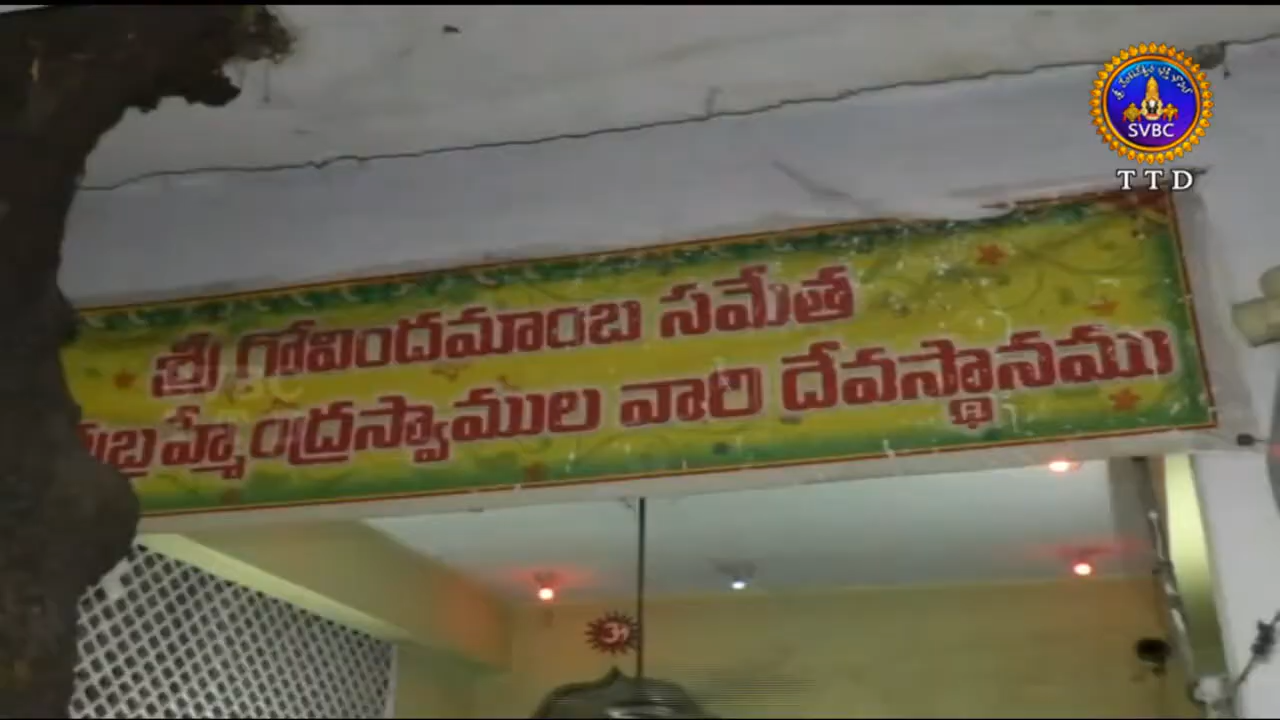 శ్రీ గోవిందమాంబ సమేత
బ్రహ్మేంద్రస్వాముల వారి దేవస్థానము
SVBC
TTD
ॐ